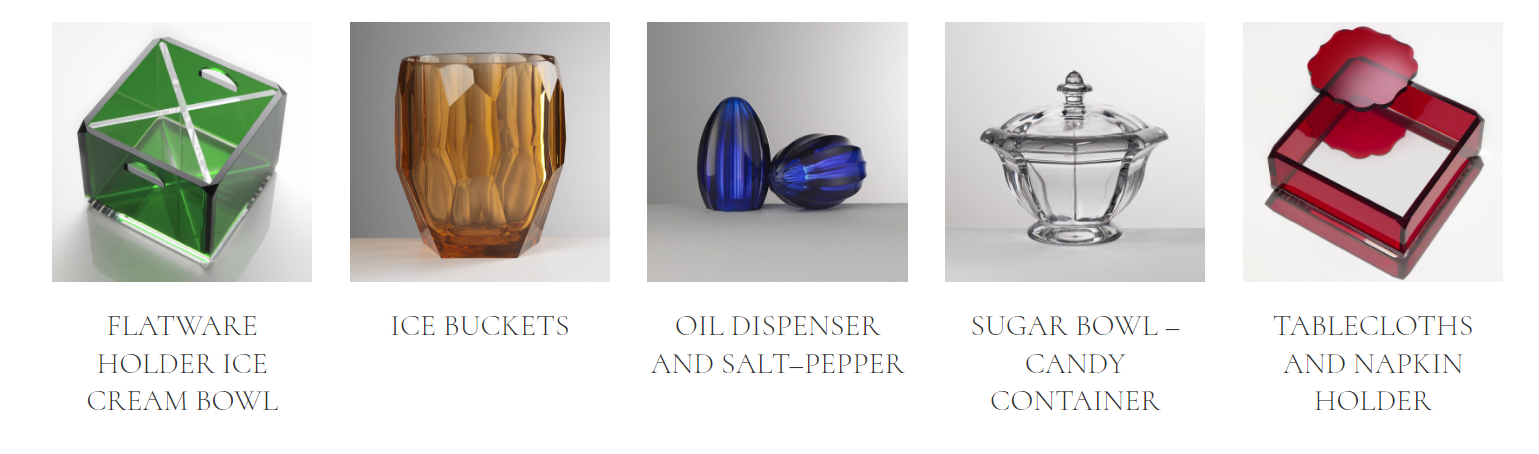 FLATWARE
HOLDER ICE
CREAM BOWL
ICE BUCKETS
OIL DISPENSER
AND SALT–PEPPER
SUGAR BOWL –
CANDY
CONTAINER
TABLECLOTHS
AND NAPKIN
HOLDER